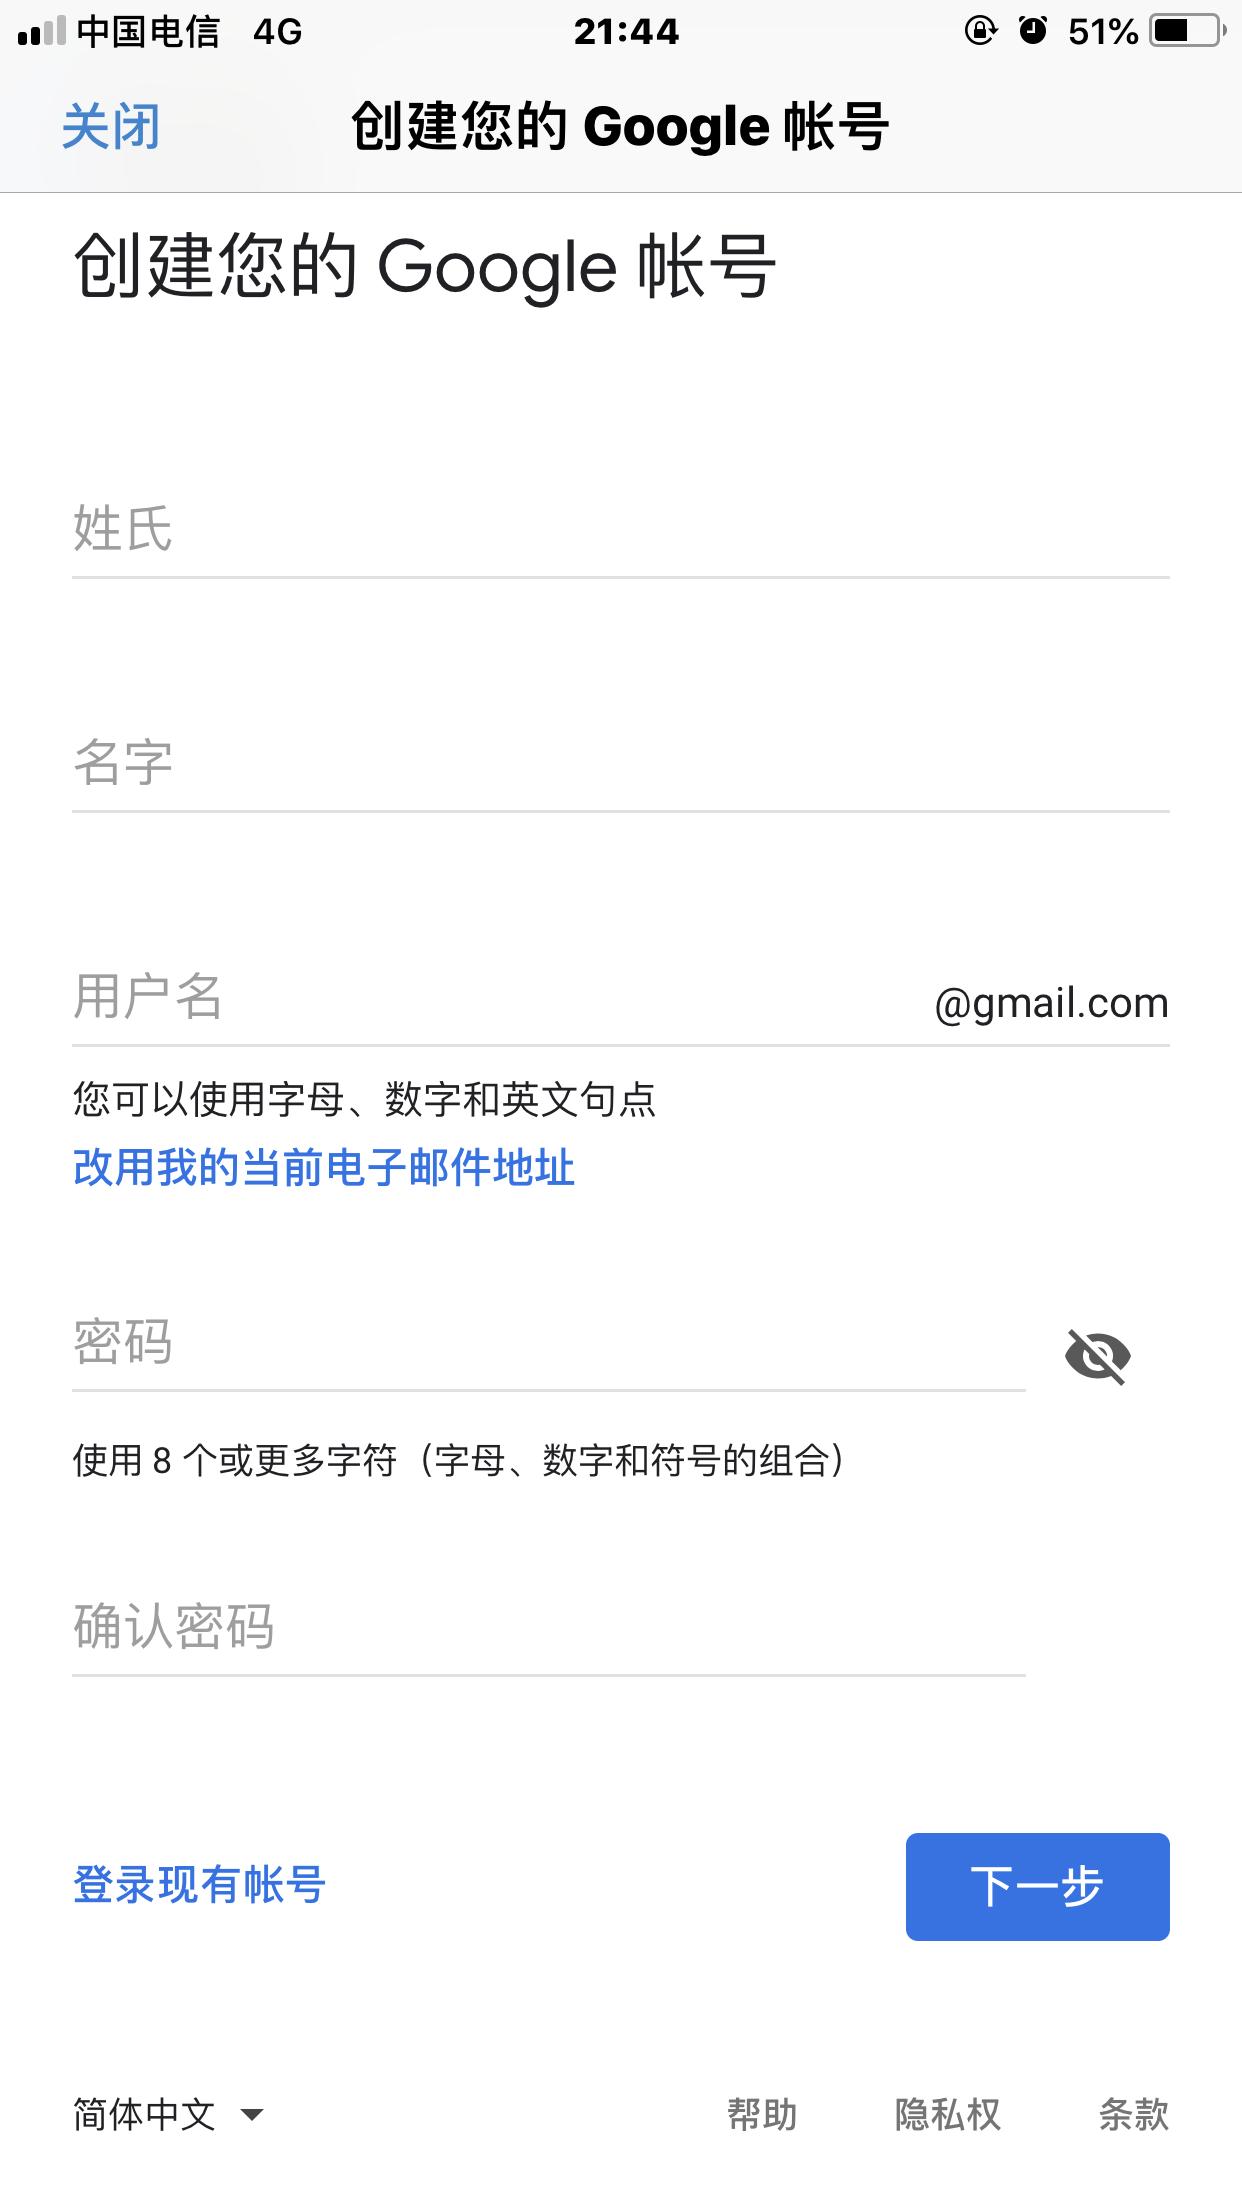 中国电信 4G 21:44 51%
关闭 创建您的 Google 帐号
创建您的 Google 帐号
姓氏
名字
用户名 @gmail.com
您可以使用字母、数字和英文句点
改用我的当前电子邮件地址
密码
使用 8 个或更多字符（字母、数字和符号的组合）
确认密码
登录现有帐号 下一步
简体中文 帮助 隐私权 条款